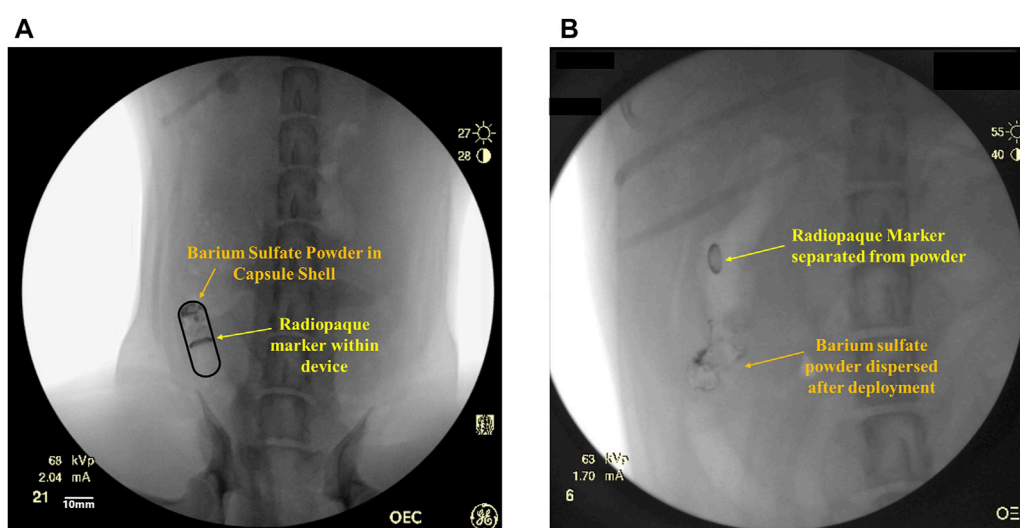 A
B
27
28
Barium Sulfate Powder in
Capsule Shell
Radiopaque
marker within
device
68 kVp
2.04 mA
21
10mm
OEC
55
40
Radiopaque Marker
separated from powder
Barium sulfate
powder dispersed
after deployment
63 kVp
1.70 mA
6
OE